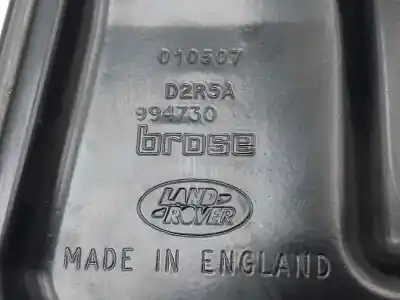 010507
D2R5A
994730
brose
LAND-
-ROVER
MADE IN ENGLAND